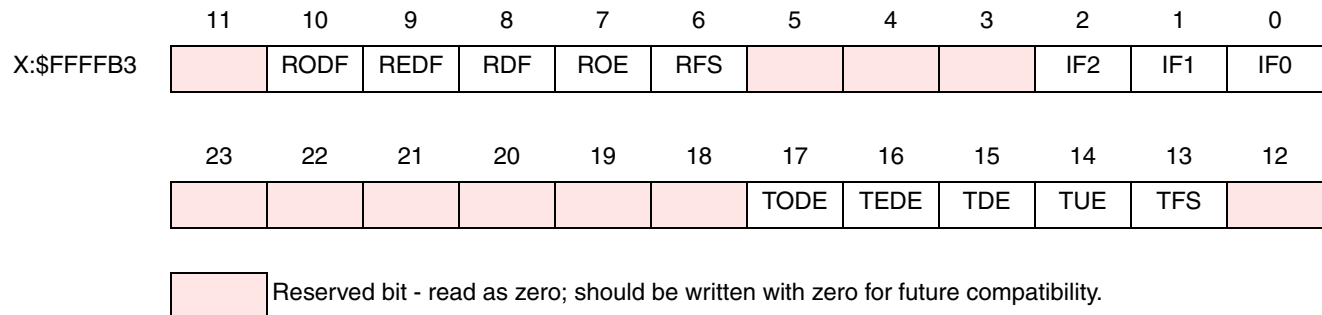 11 10 9 8 7 6 5 4 3 2 1 0
X:$FFFFB3 RODF REDF RDF ROE RFS IF2 IF1 IF0
23 22 21 20 19 18 17 16 15 14 13 12
TODE TEDE TDE TUE TFS
Reserved bit - read as zero; should be written with zero for future compatibility.